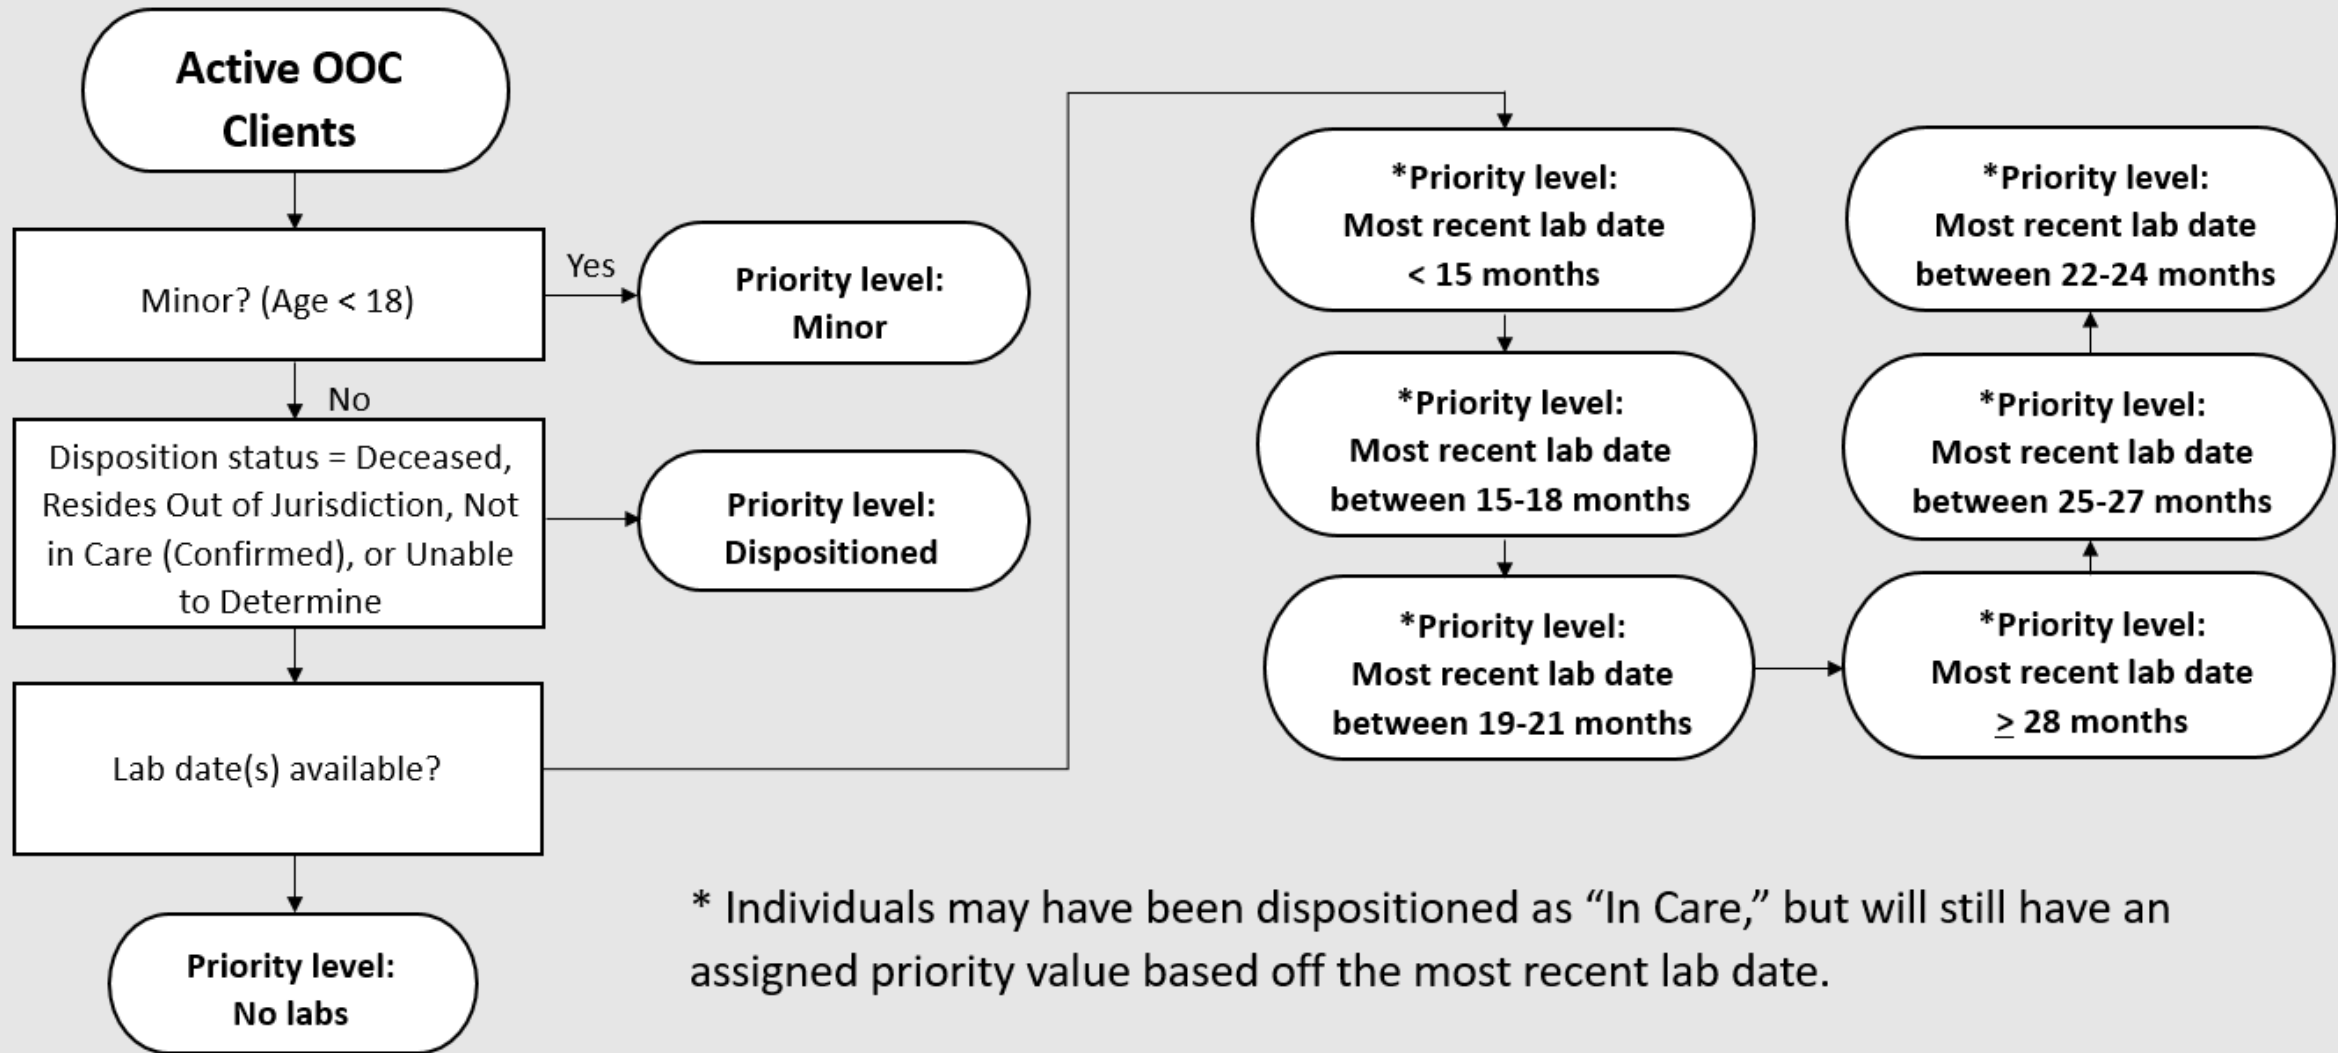 Active OOC
Clients
Minor? (Age < 18)
Yes
Priority level:
Minor
No
Disposition status = Deceased,
Resides Out of Jurisdiction, Not
in Care (Confirmed), or Unable
to Determine
Priority level:
Dispositioned
Lab date(s) available?
Priority level:
No labs
*Priority level:
Most recent lab date
< 15 months
*Priority level:
Most recent lab date
between 15-18 months
*Priority level:
Most recent lab date
between 19-21 months
*Priority level:
Most recent lab date
≥ 28 months
*Priority level:
Most recent lab date
between 25-27 months
*Priority level:
Most recent lab date
between 22-24 months
* Individuals may have been dispositioned as “In Care,” but will still have an
assigned priority value based off the most recent lab date.